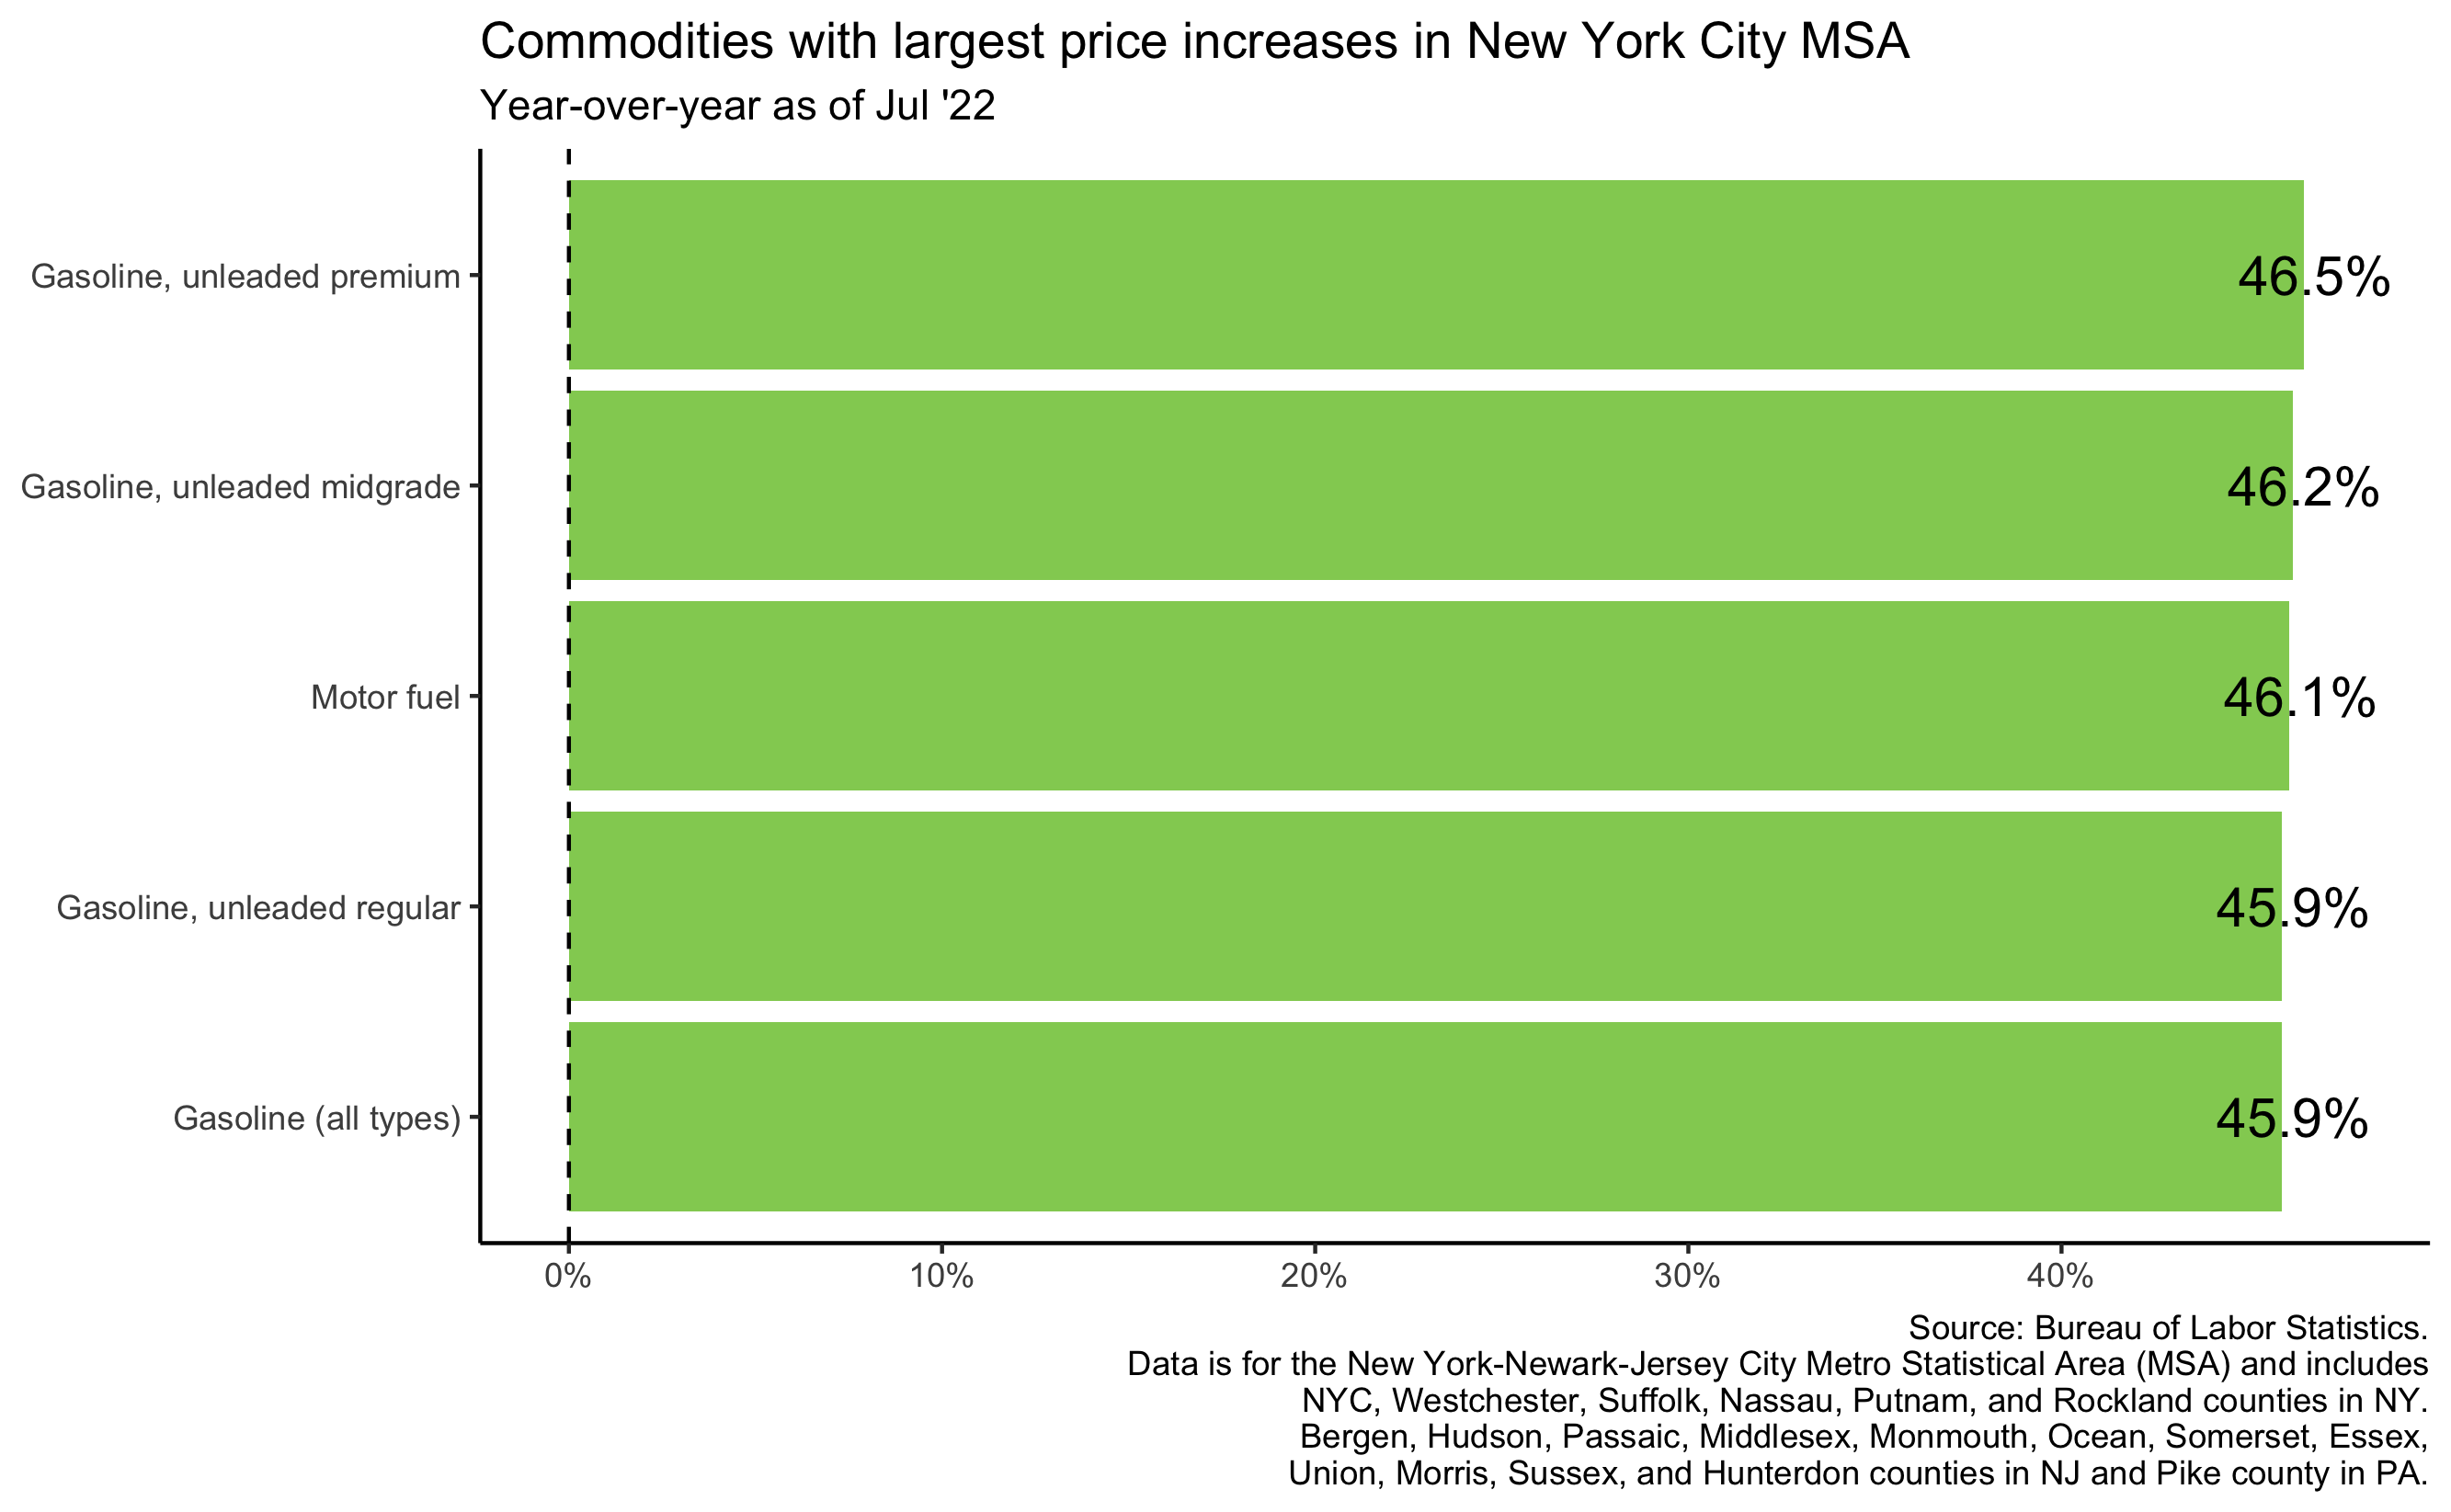 Commodities with largest price increases in New York City MSA
Year-over-year as of Jul '22
Gasoline, unleaded premium
46.5%
Gasoline, unleaded midgrade
46.2%
Motor fuel
46.1%
Gasoline, unleaded regular
45.9%
Gasoline (all types)
45.9%
0% 10% 20% 30% 40%
Source: Bureau of Labor Statistics.
Data is for the New York-Newark-Jersey City Metro Statistical Area (MSA) and includes
NYC, Westchester, Suffolk, Nassau, Putnam, and Rockland counties in NY.
Bergen, Hudson, Passaic, Middlesex, Monmouth, Ocean, Somerset, Essex,
Union, Morris, Sussex, and Hunterdon counties in NJ and Pike county in PA.